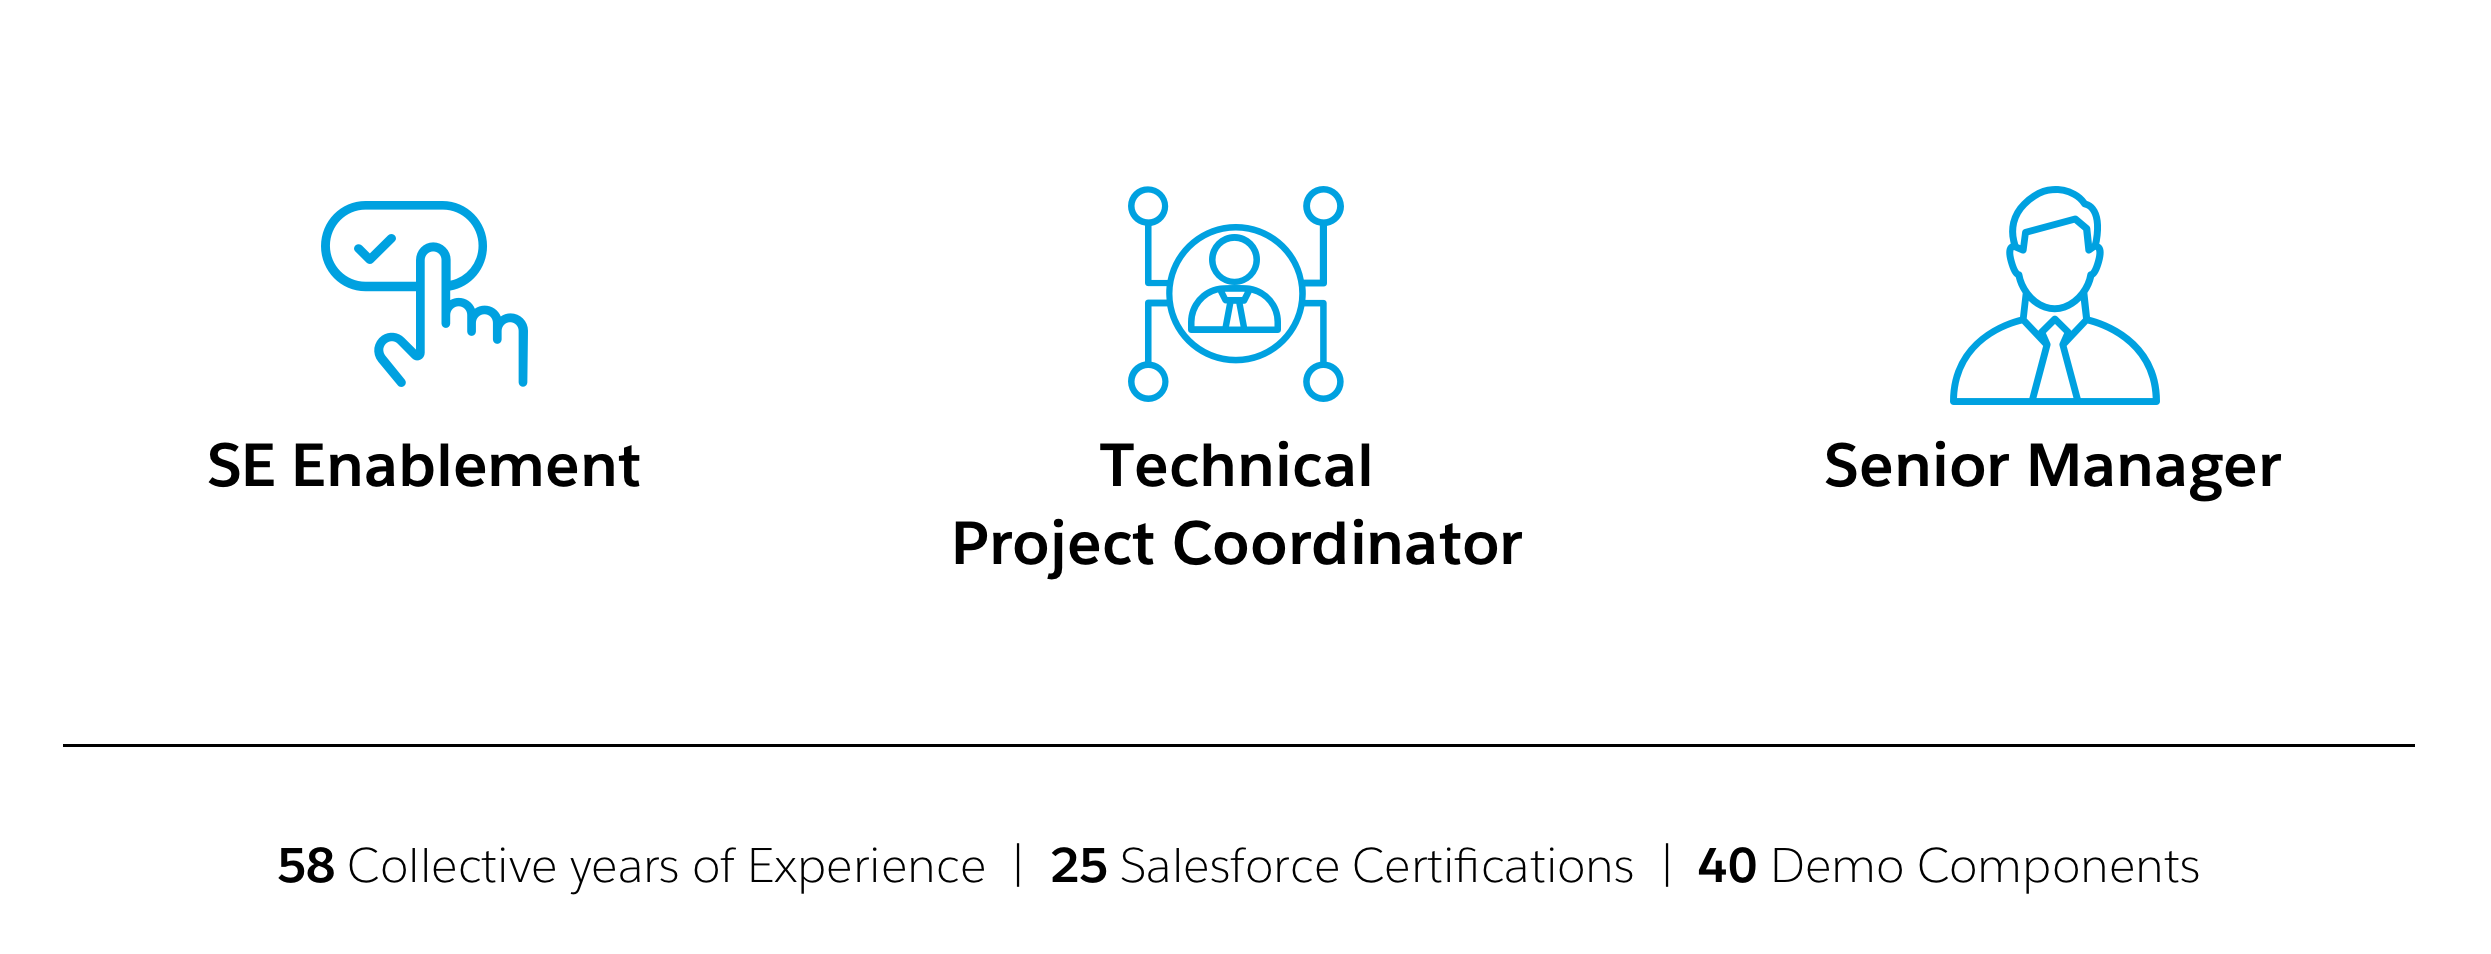 SE Enablement
Technical
Project Coordinator
Senior Manager
58 Collective years of Experience | 25 Salesforce Certifications | 40 Demo Components